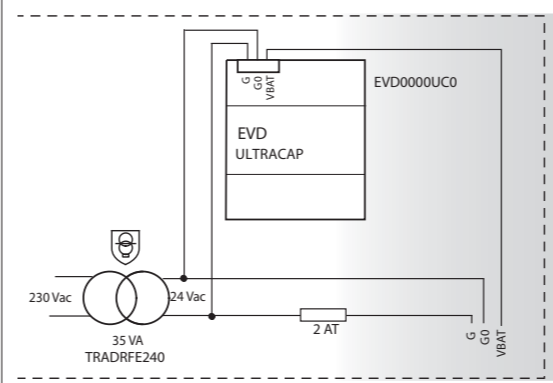 G
G0
VBAT
EVD0000UC0
EVD
ULTRACAP
230 Vac
24 Vac
35 VA
TRADRFE240
2 AT
G
G0
VBAT